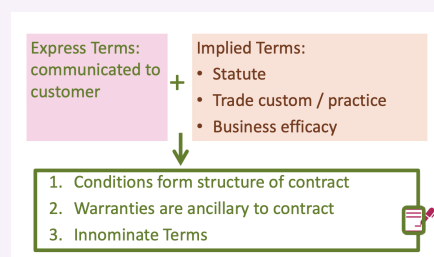 Express Terms:
communicated to
customer
+
Implied Terms:
• Statute
• Trade custom / practice
• Business efficacy
1. Conditions form structure of contract
2. Warranties are ancillary to contract
3. Innominate Terms